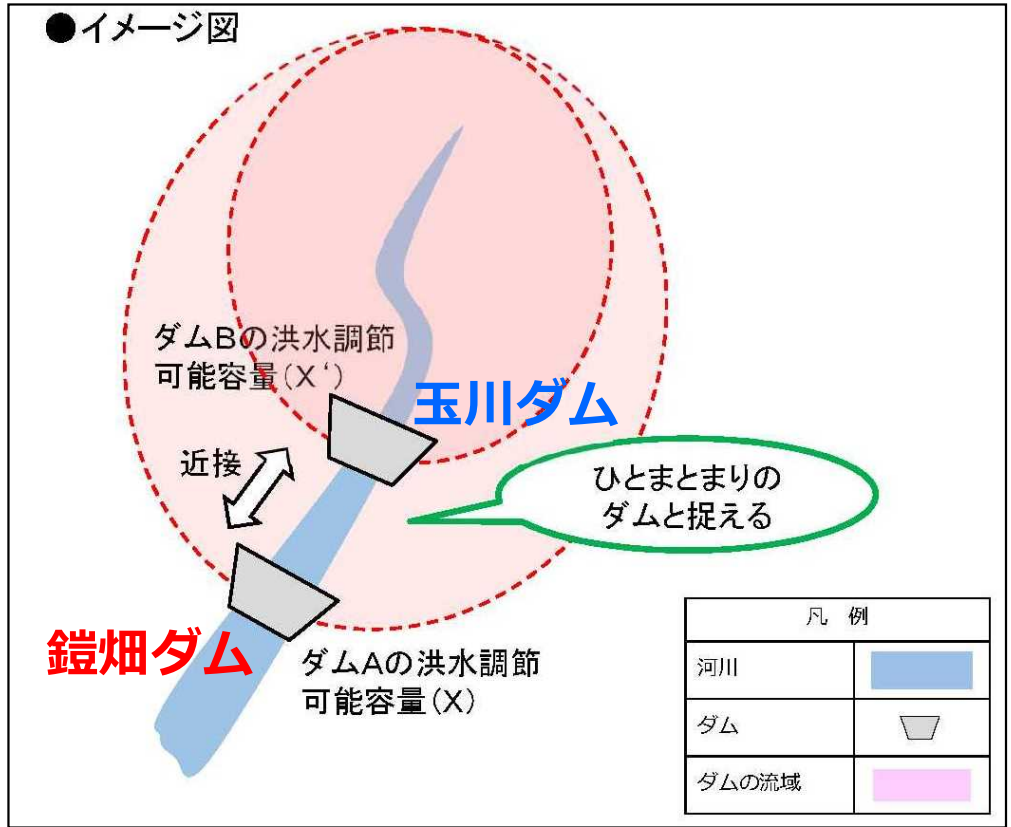 ●イメージ図
ダムBの洪水調節
可能容量(X‘)
玉川ダム
近接
ひとまとまりの
ダムと捉える
鎧畑ダム
ダムAの洪水調節
可能容量(X)
凡 例
河川
ダム
ダムの流域